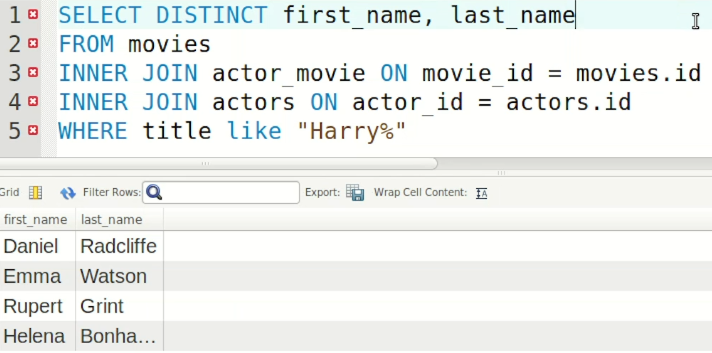 1 SELECT DISTINCT first_name, last_name
2 FROM movies
3 INNER JOIN actor_movie ON movie_id = movies.id
4 INNER JOIN actors ON actor_id = actors.id
5 WHERE title like "Harry%"
Grid Filter Rows: Export: Wrap Cell Content:
first_name last_name
Daniel Radcliffe
Emma Watson
Rupert Grint
Helena Bonha...